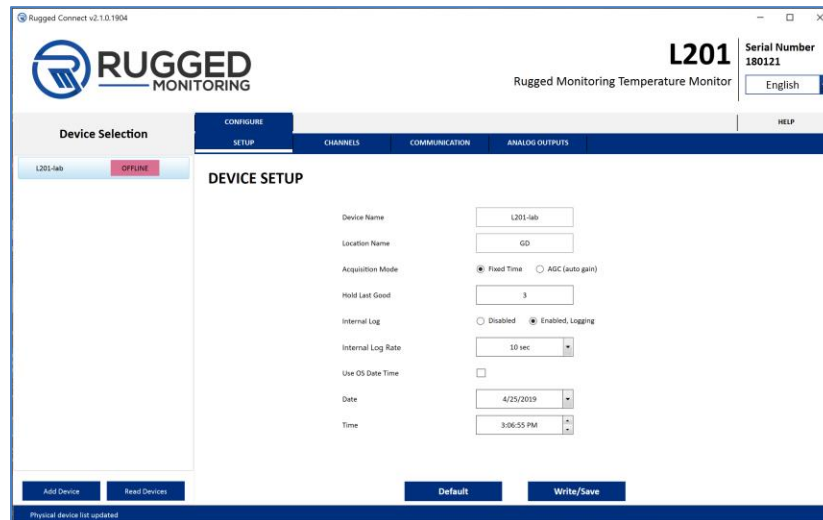 Rugged Connect v2.1.0.1904
RUGGED
MONITORING
L201
Rugged Monitoring Temperature Monitor
Serial Number
180121
English
Device Selection
CONFIGURE
HELP
SETUP CHANNELS COMMUNICATION ANALOG OUTPUTS
L201-lab OFFLINE
DEVICE SETUP
Device Name L201-lab
Location Name GD
Acquisition Mode Fixed Time AGC (auto gain)
Hold Last Good 3
Internal Log Disabled Enabled, Logging
Internal Log Rate 10 sec
Use OS Date Time
Date 4/25/2019
Time 3:06:55 PM
Add Device Read Devices Default Write/Save
Physical device list updated